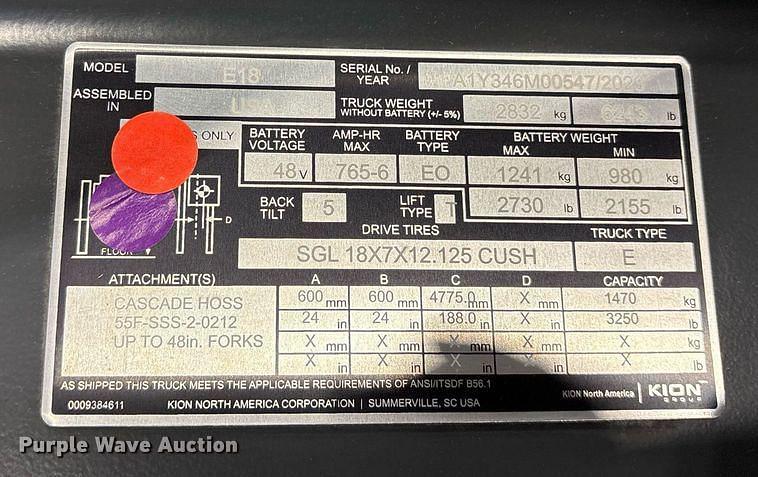 MODEL E18 SERIAL No./ YEAR A1Y346M00547/202
ASSEMBLED IN USA TRUCK WEIGHT WITHOUT BATTERY (+/- 5%) 2832 kg lb
S ONLY
BATTERY VOLTAGE AMP-HR MAX BATTERY TYPE BATTERY WEIGHT
MAX MIN
48 V 765-6 EO 1241 kg 980 kg
BACK TILT 5 LIFT TYPE T 2730 lb 2155 lb
D
DRIVE TIRES TRUCK TYPE
FLOOR SGL 18X7X12.125 CUSH E
ATTACHMENT(S) A B C D CAPACITY
CASCADE HOSS 600 mm 600 mm 4775.0 mm X mm 1470 kg
55F-SSS-2-0212 24 in 24 in 188.0 in X in 3250 lb
UP TO 48in. FORKS X mm X mm X mm X mm X kg
X in X in X in X in X lb
AS SHIPPED THIS TRUCK MEETS THE APPLICABLE REQUIREMENTS OF ANSI/ITSDF B56.1
0009384611 KION NORTH AMERICA CORPORATION | SUMMERVILLE, SC USA KION North America | KION GROUP
Purple Wave Auction